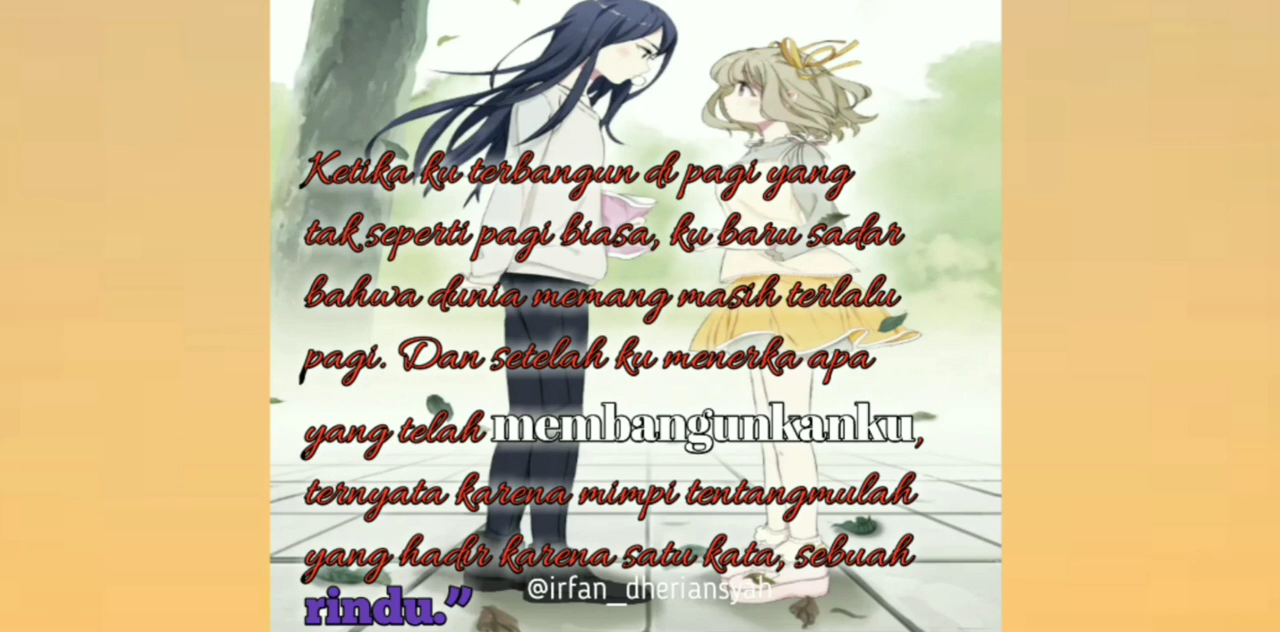 Ketika ku terbangun di pagi yang
tak seperti pagi biasa, ku baru sadar
bahwa dunia memang masih terlalu
pagi. Dan setelah ku menerka apa
yang telah membangunkanku,
ternyata karena mimpi tentangmulah
yang hadir karena satu kata, sebuah
@irfan_dheriansyah
rindu.”